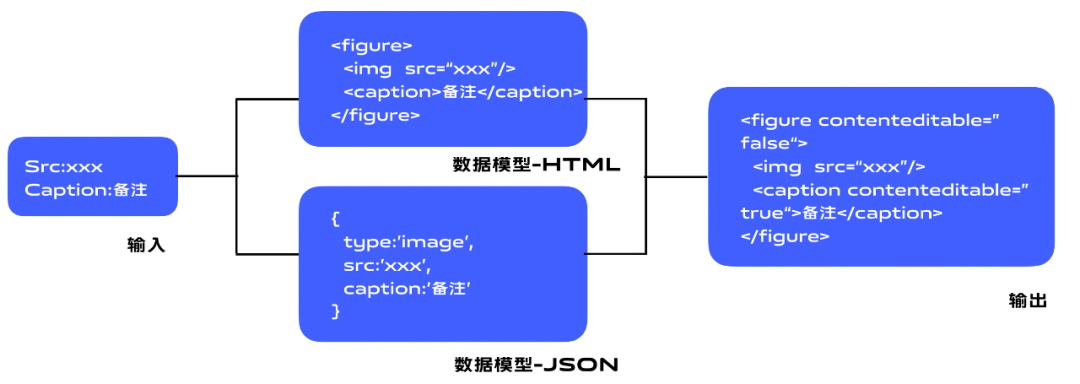 Src:xxx
Caption:备注
输入
<figure>
<img src=“xxx”/>
<caption>备注</caption>
</figure>
数据模型-HTML
{
type:’image’,
src:’xxx’,
caption:’备注’
}
数据模型-JSON
<figure contenteditable=”
false“>
<img src=“xxx”/>
<caption contenteditable=”
true“>备注</caption>
</figure>
输出